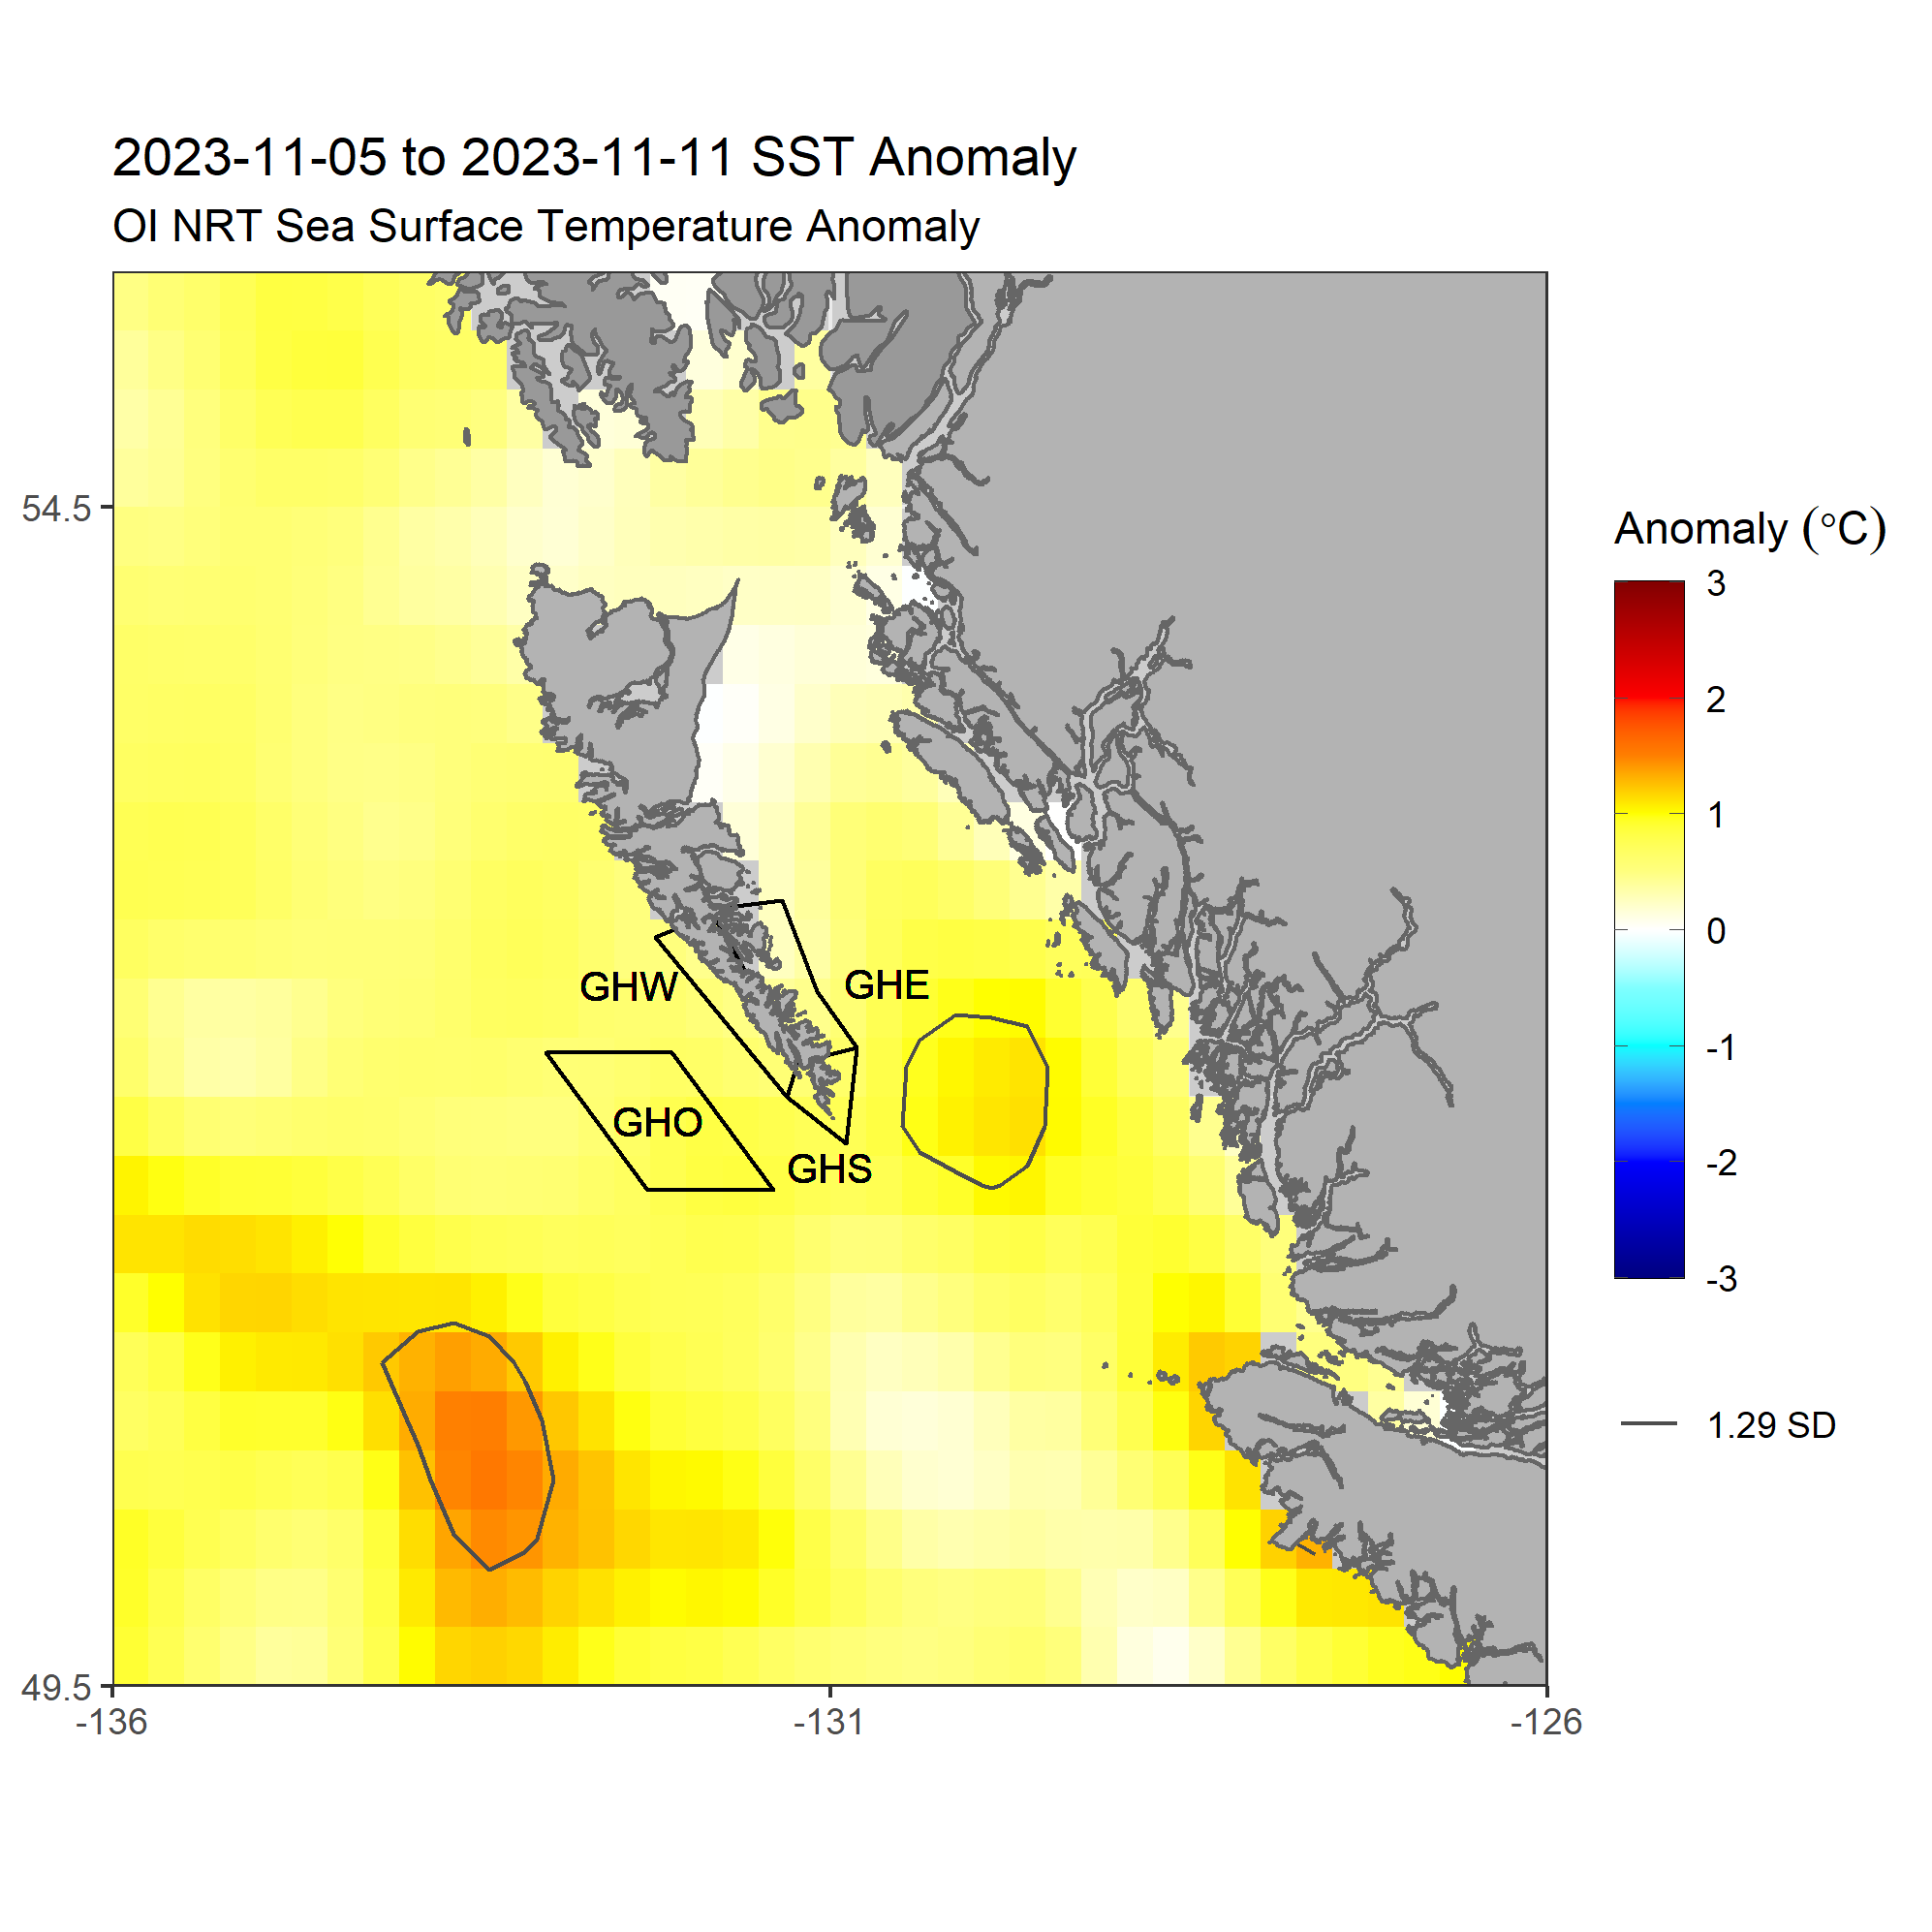 2023-11-05 to 2023-11-11 SST Anomaly
OI NRT Sea Surface Temperature Anomaly
54.5
49.5
-136
-131
-126
GHW
GHE
GHO
GHS
Anomaly (°C)
3
2
1
0
-1
-2
-3
1.29 SD